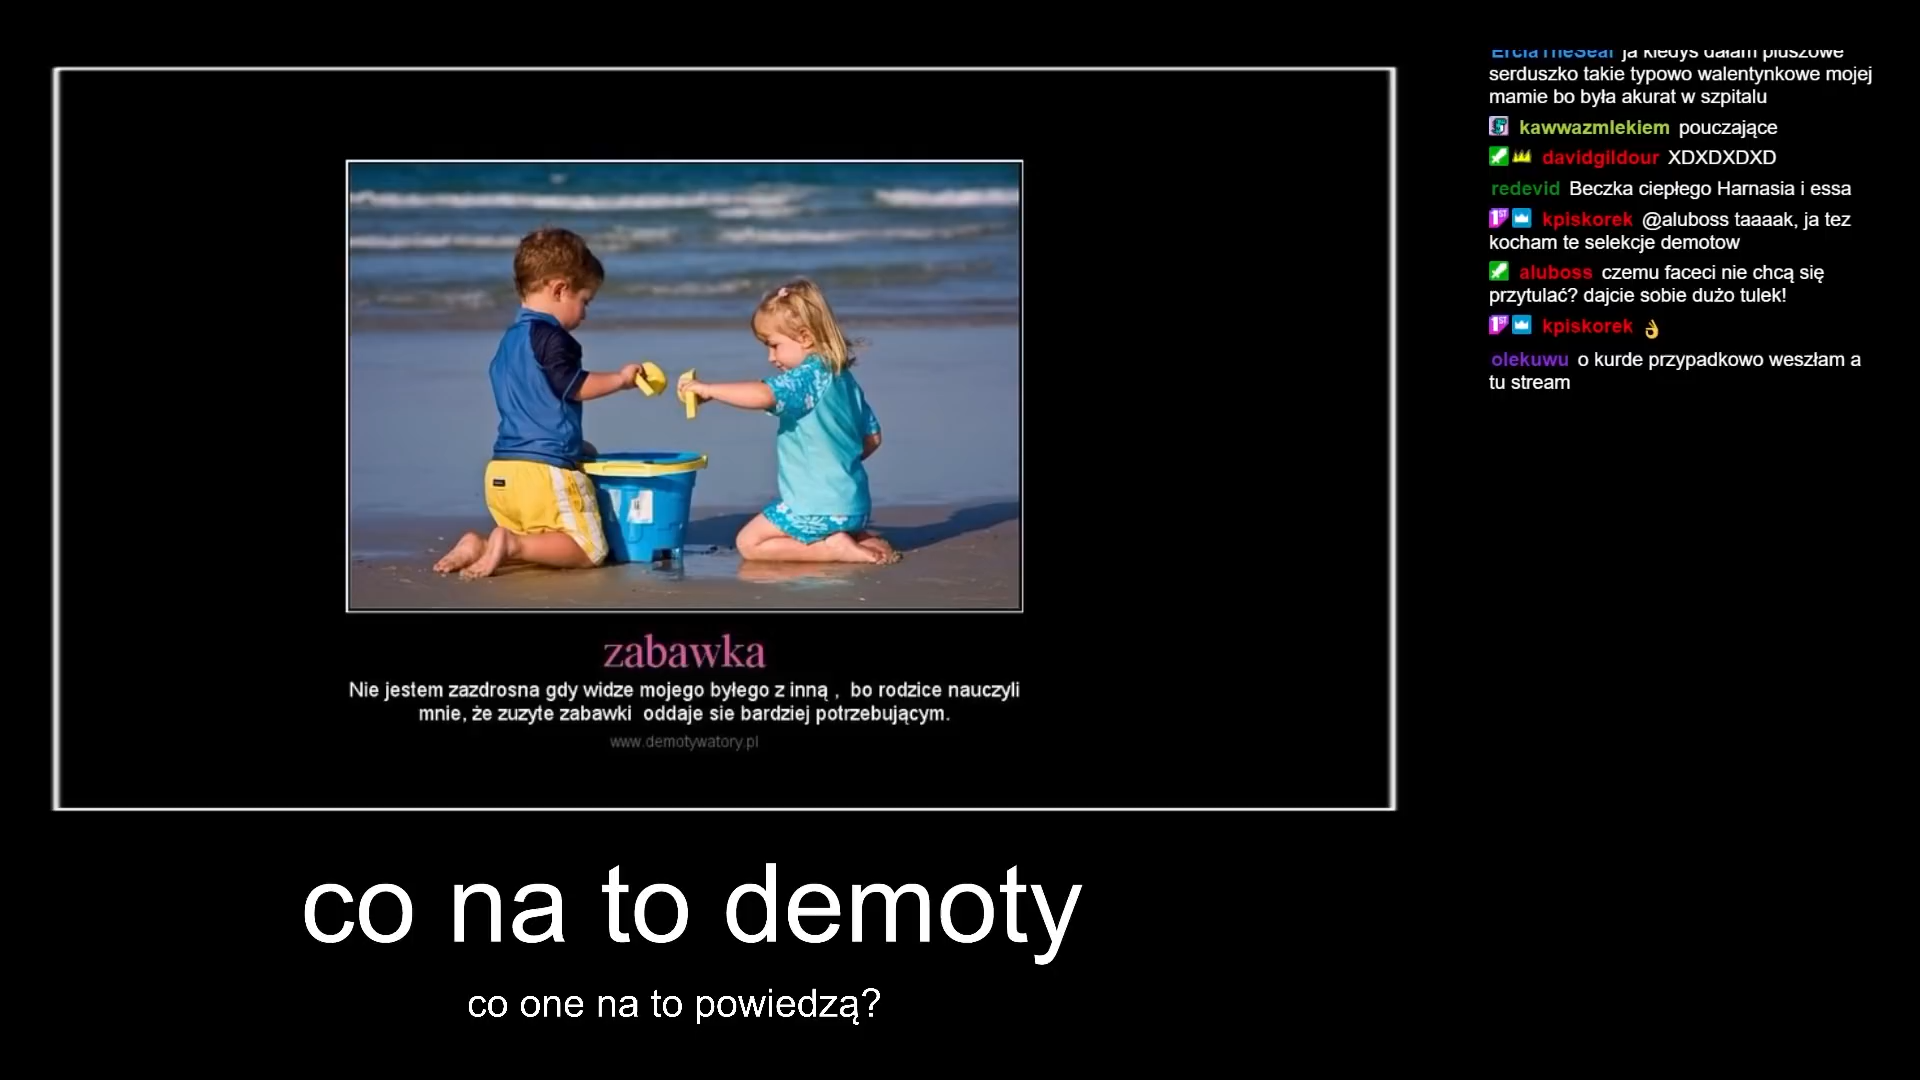 zabawka
Nie jestem zazdrosna gdy widze mojego byłego z inną , bo rodzice nauczyli
mnie, że zuzyte zabawki oddaje sie bardziej potrzebującym.
www.demotywatory.pl
co na to demoty
co one na to powiedzą?
ErciaTheSeal ja kiedyś dałam pluszowe
serduszko takie typowo walentynkowe mojej
mamie bo była akurat w szpitalu
kawwazmlekiem pouczające
davidgildour XDXDXDXD
redevid Beczka ciepłego Harnasia i essa
1ST kpiskorek @aluboss taaaak, ja tez
kocham te selekcje demotow
aluboss czemu faceci nie chcą się
przytulać? dajcie sobie dużo tulek!
1ST kpiskorek 👌
olekuwu o kurde przypadkowo weszłam a
tu stream